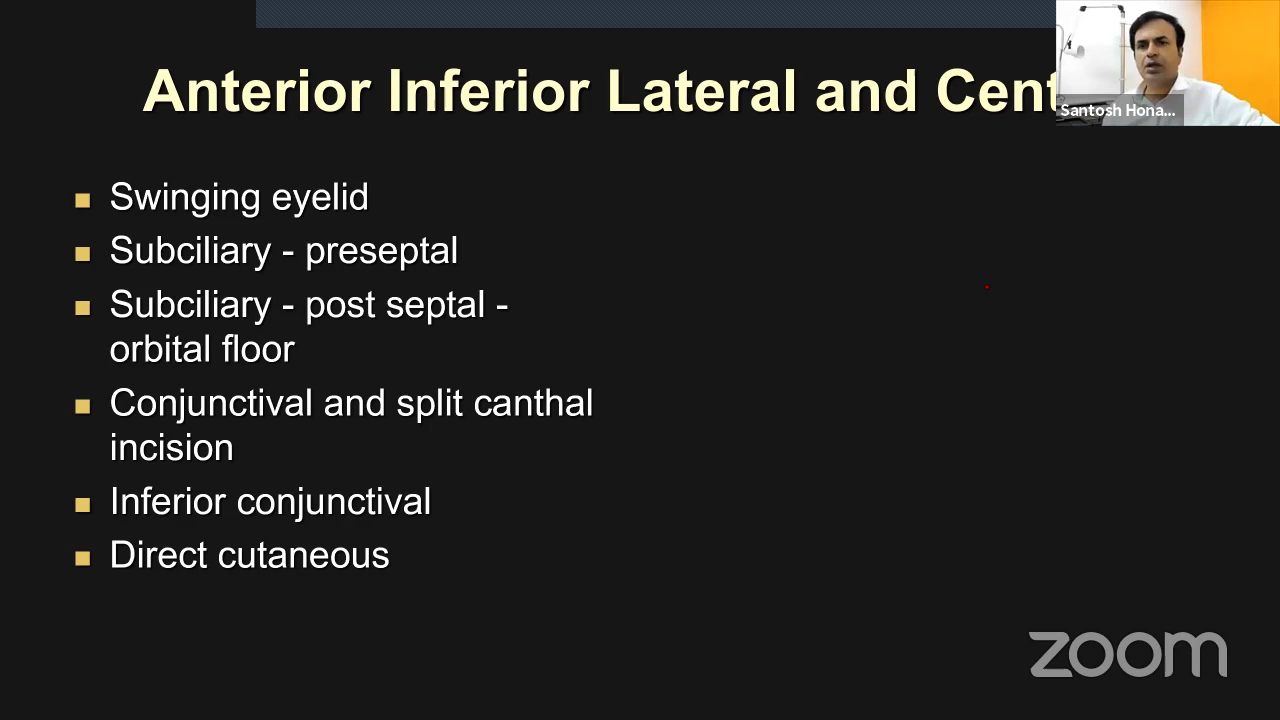 Anterior Inferior Lateral and Cent
Santosh Hona...
Swinging eyelid
Subciliary - preseptal
Subciliary - post septal -
orbital floor
Conjunctival and split canthal
incision
Inferior conjunctival
Direct cutaneous
zoom